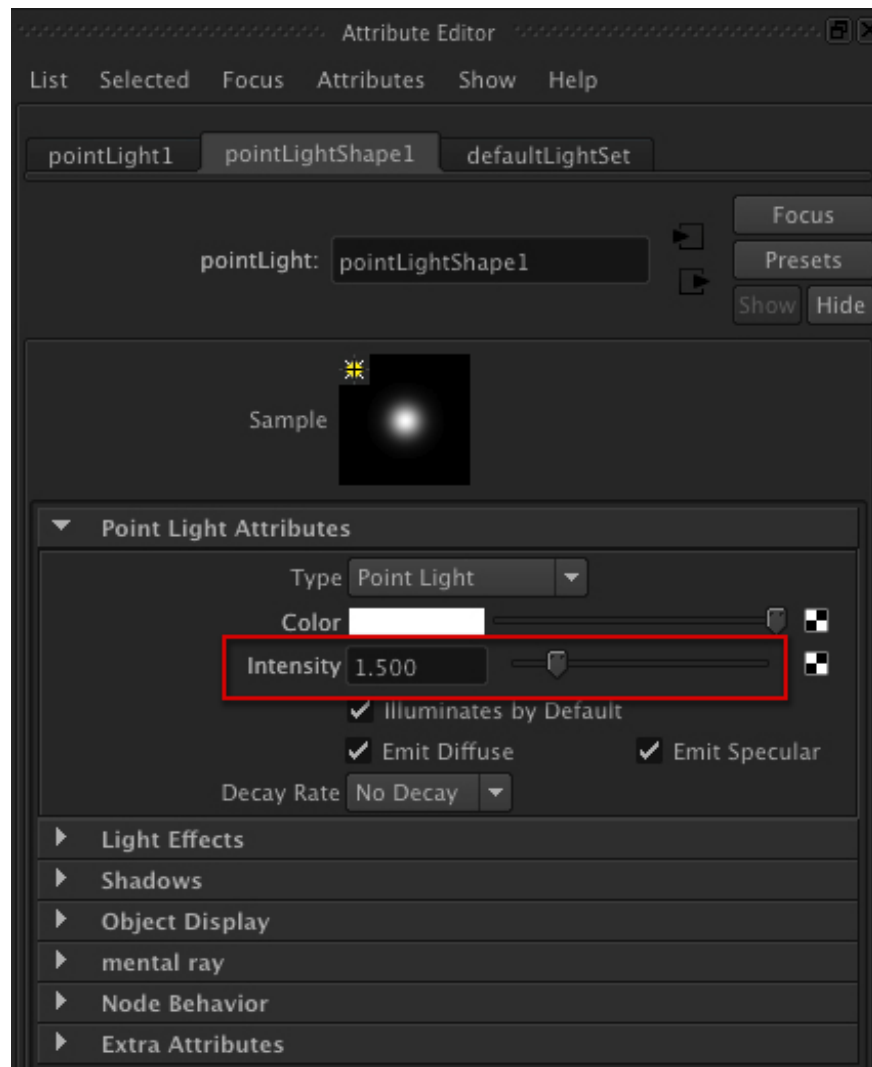 Attribute Editor
List Selected Focus Attributes Show Help
pointLight1 pointLightShape1 defaultLightSet
Focus
pointLight: pointLightShape1
Presets
Show Hide
Sample
Point Light Attributes
Type Point Light
Color
Intensity 1.500
Illuminates by Default
Emit Diffuse Emit Specular
Decay Rate No Decay
Light Effects
Shadows
Object Display
mental ray
Node Behavior
Extra Attributes